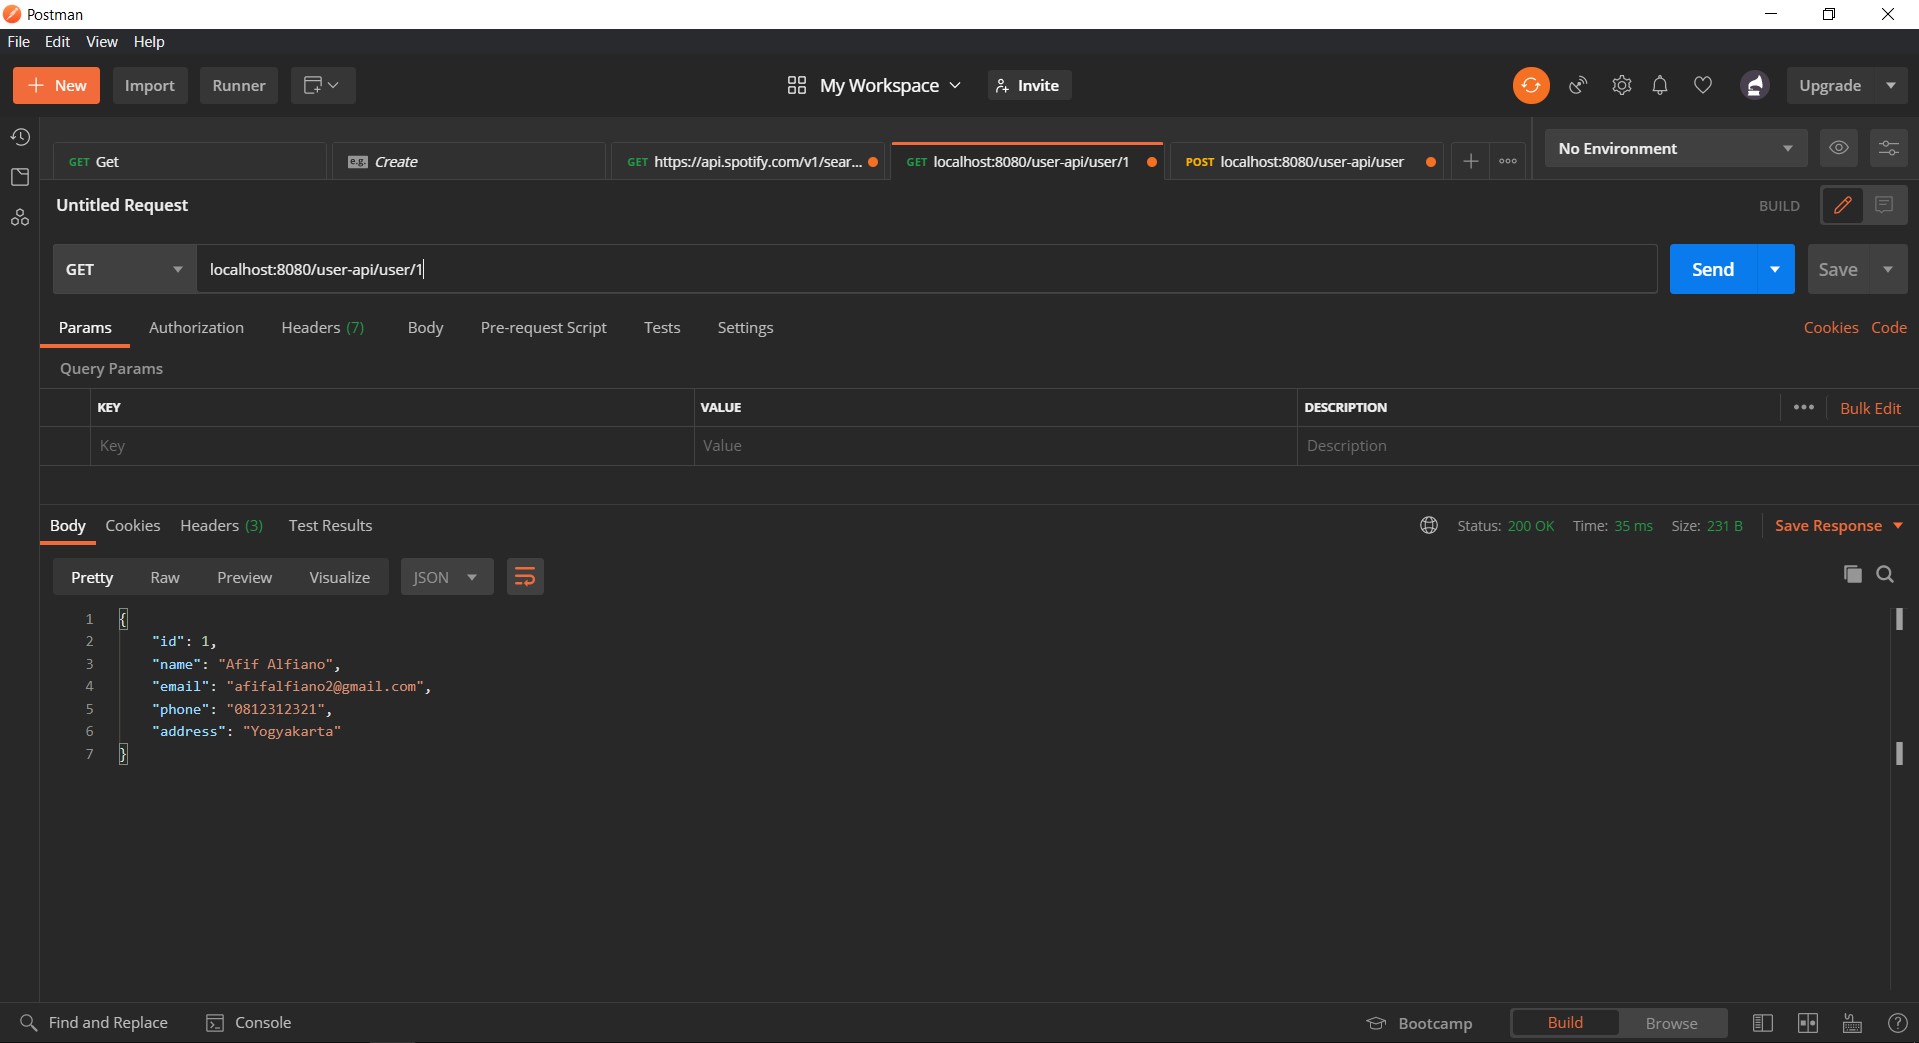 Postman
File Edit View Help
New Import Runner My Workspace Invite Upgrade
GET Get e.g. Create GET https://api.spotify.com/v1/sear... GET localhost:8080/user-api/user/1 POST localhost:8080/user-api/user No Environment
Untitled Request BUILD
GET localhost:8080/user-api/user/1 Send Save
Params Authorization Headers (7) Body Pre-request Script Tests Settings Cookies Code
Query Params
KEY VALUE DESCRIPTION Bulk Edit
Key Value Description
Body Cookies Headers (3) Test Results Status: 200 OK Time: 35 ms Size: 231 B Save Response
Pretty Raw Preview Visualize JSON
1 {
2 "id": 1,
3 "name": "Afif Alfiano",
4 "email": "afifalfiano2@gmail.com",
5 "phone": "0812312321",
6 "address": "Yogyakarta"
7 }
Find and Replace Console Bootcamp Build Browse